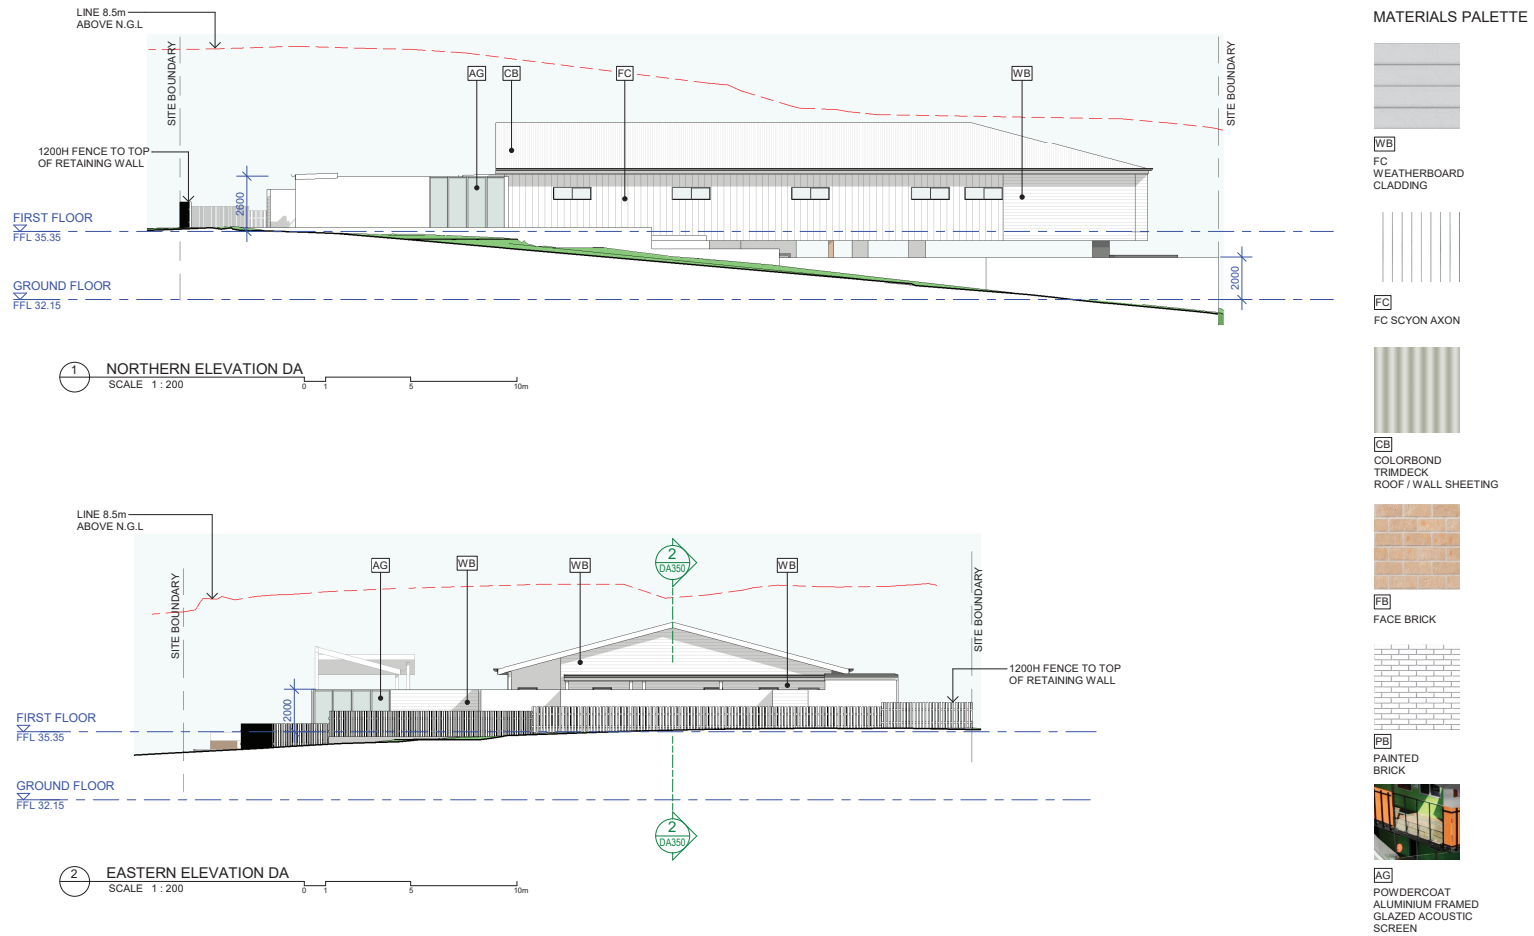 LINE 8.5m
ABOVE N.G.L
SITE BOUNDARY
AG
CB
FC
WB
SITE BOUNDARY
1200H FENCE TO TOP
OF RETAINING WALL
2600
FIRST FLOOR
FFL 35.35
2000
GROUND FLOOR
FFL 32.15
1
NORTHERN ELEVATION DA
SCALE 1 : 200
0 1 5 10m
LINE 8.5m
ABOVE N.G.L
SITE BOUNDARY
AG
WB
WB
2
DA350
WB
SITE BOUNDARY
1200H FENCE TO TOP
OF RETAINING WALL
2000
FIRST FLOOR
FFL 35.35
GROUND FLOOR
FFL 32.15
2
DA350
2
EASTERN ELEVATION DA
SCALE 1 : 200
0 1 5 10m
MATERIALS PALETTE
WB
FC
WEATHERBOARD
CLADDING
FC
FC SCYON AXON
CB
COLORBOND
TRIMDECK
ROOF / WALL SHEETING
FB
FACE BRICK
PB
PAINTED
BRICK
AG
POWDERCOAT
ALUMINIUM FRAMED
GLAZED ACOUSTIC
SCREEN